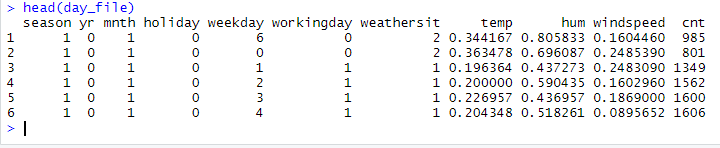 > head(day_file)
season yr mnth holiday weekday workingday weathersit temp hum windspeed cnt
1 1 0 1 0 6 0 2 0.344167 0.805833 0.1604460 985
2 1 0 1 0 0 0 2 0.363478 0.696087 0.2485390 801
3 1 0 1 0 1 1 1 0.196364 0.437273 0.2483090 1349
4 1 0 1 0 2 1 1 0.200000 0.590435 0.1602960 1562
5 1 0 1 0 3 1 1 0.226957 0.436957 0.1869000 1600
6 1 0 1 0 4 1 1 0.204348 0.518261 0.0895652 1606
>